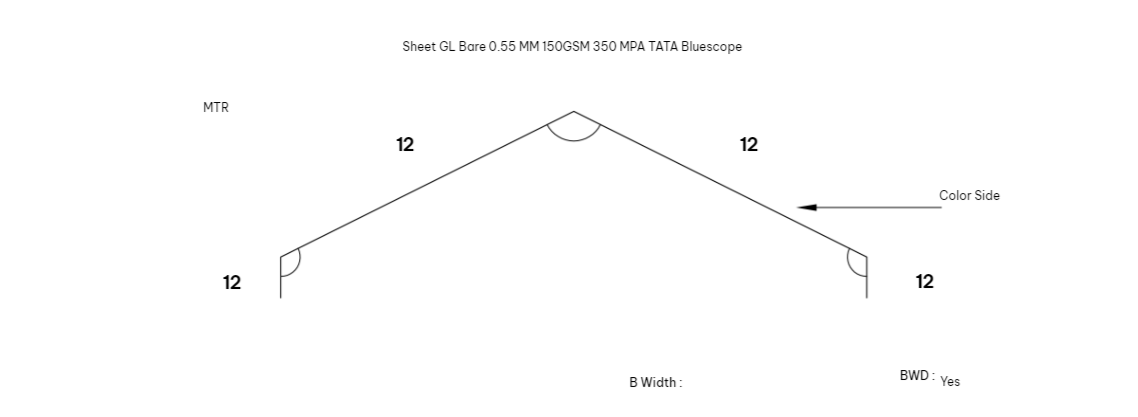 Sheet GL Bare 0.55 MM 150GSM 350 MPA TATA Bluescope
MTR
12 12
Color Side
12 12
B Width : BWD : Yes